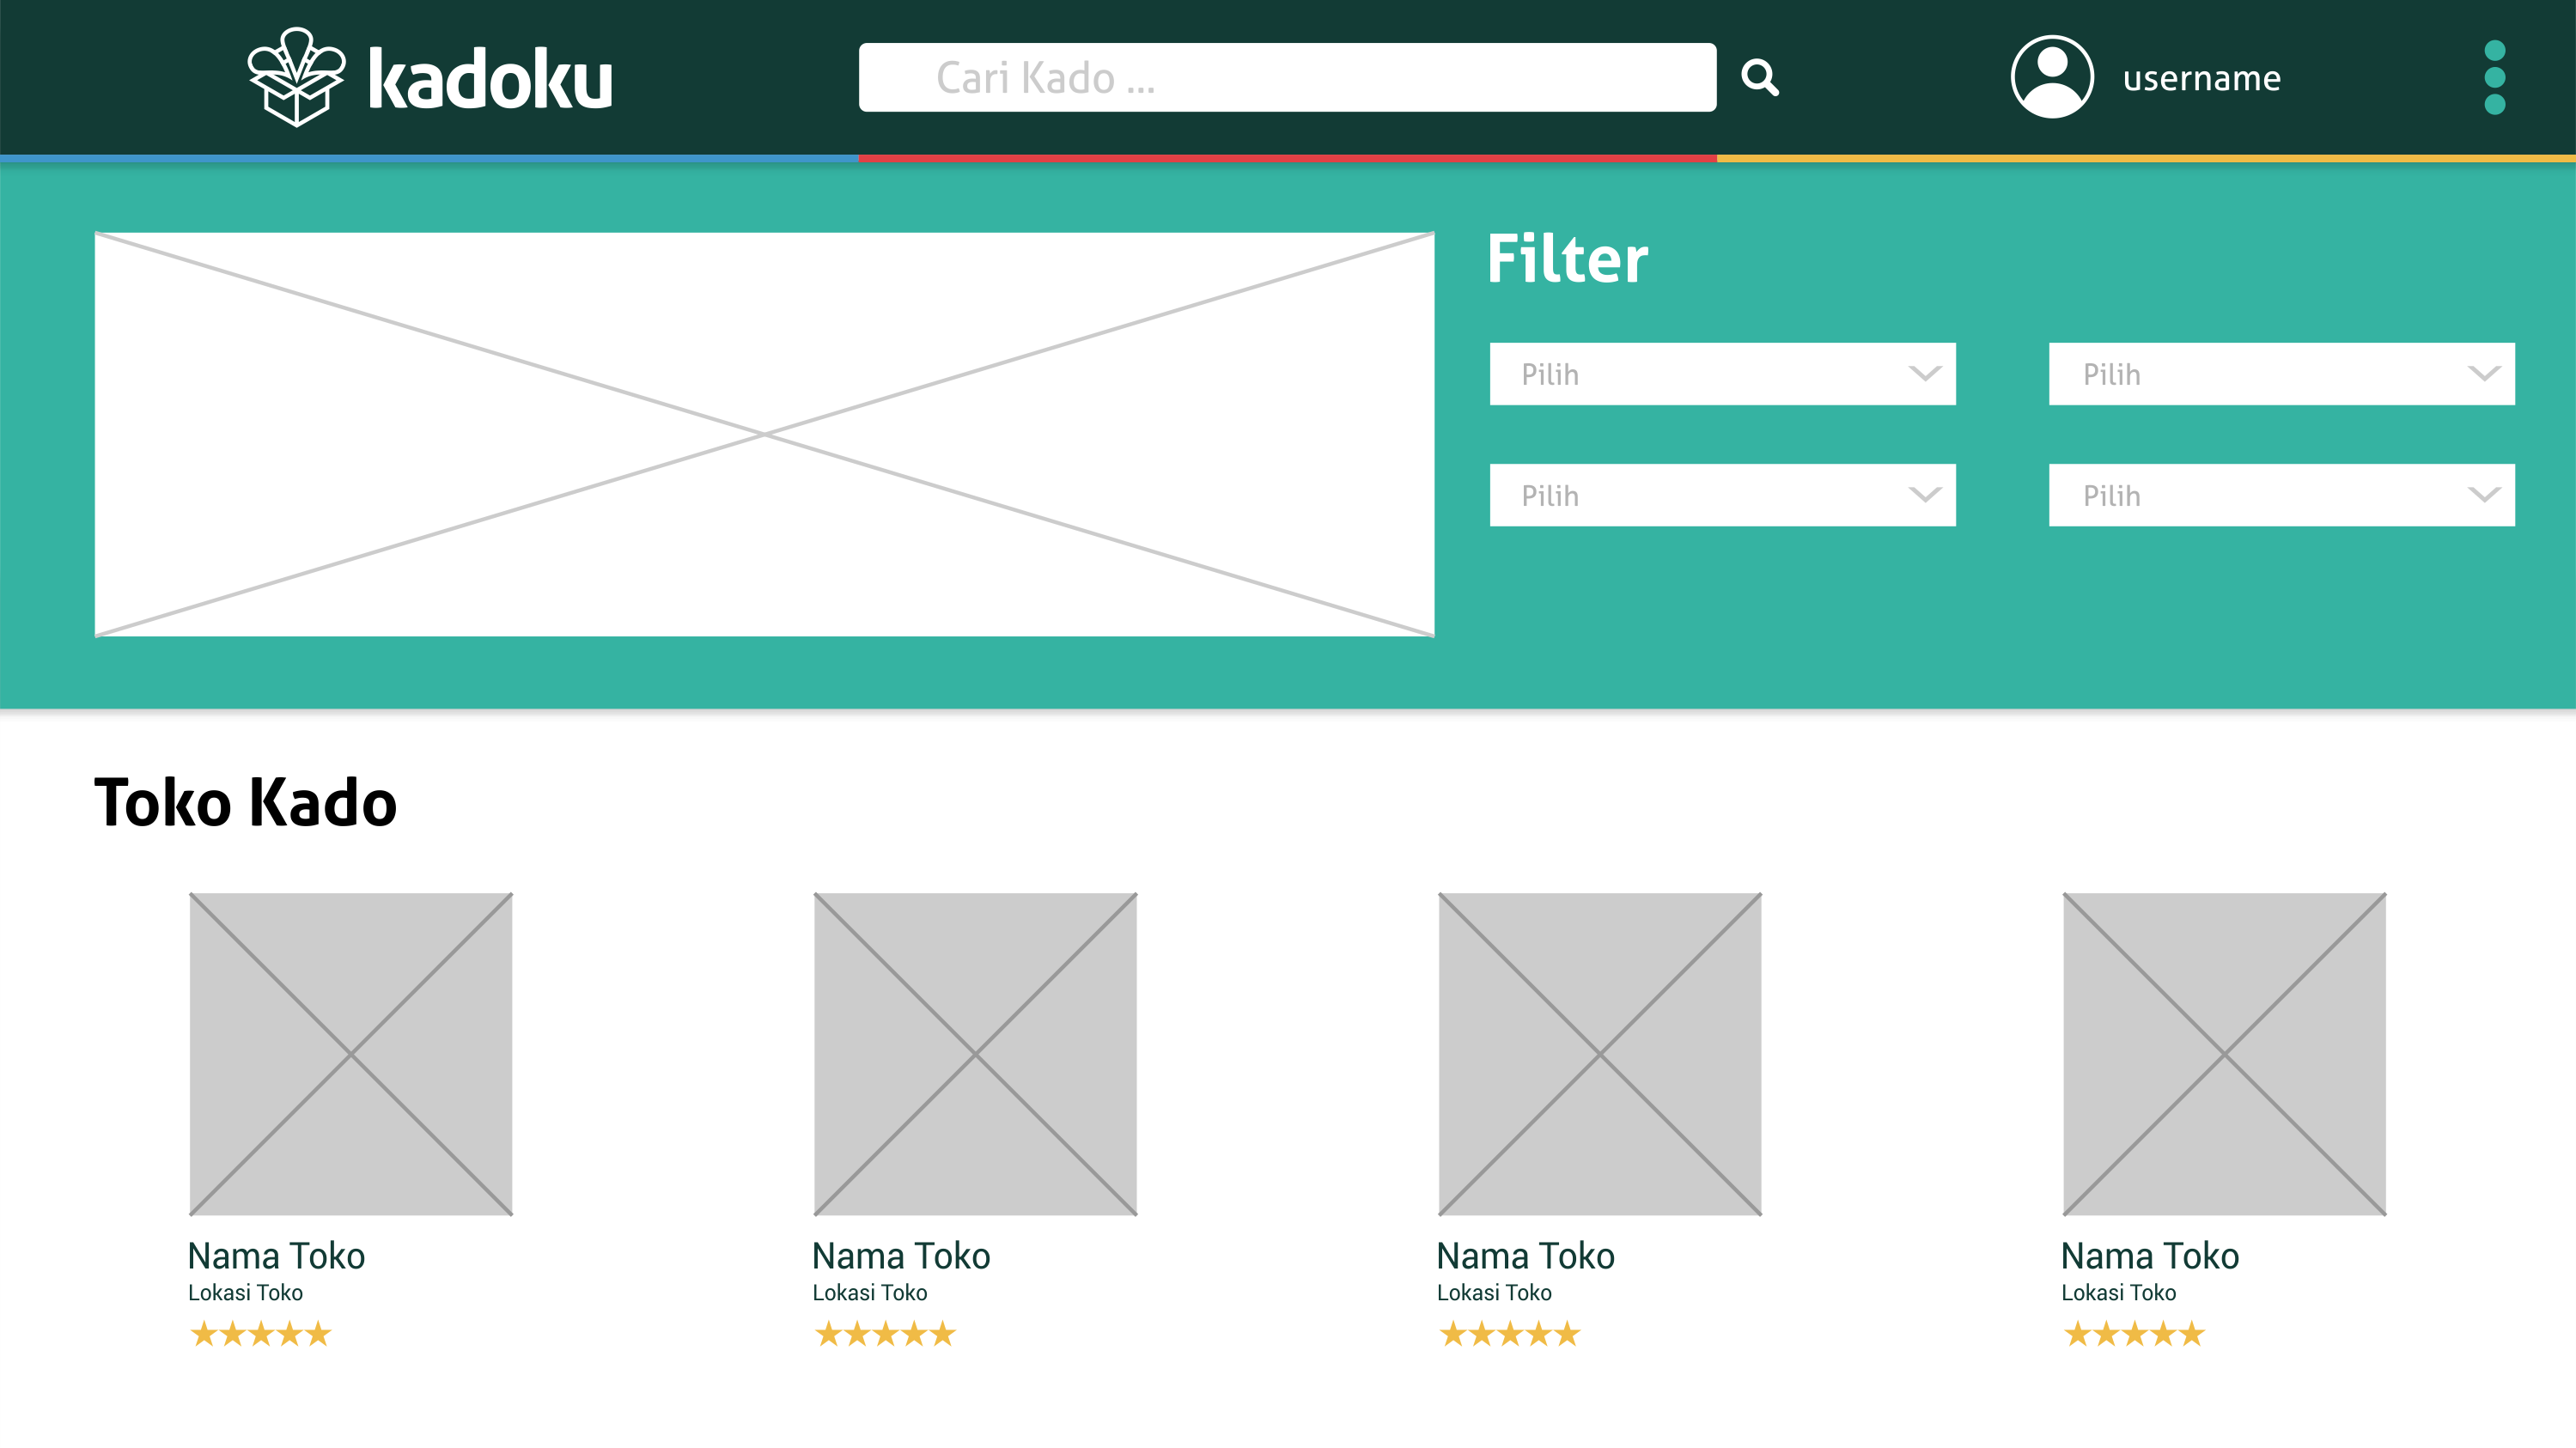 kadoku
Cari Kado ...
username
Filter
Pilih
Pilih
Pilih
Pilih
Toko Kado
Nama Toko
Lokasi Toko
Nama Toko
Lokasi Toko
Nama Toko
Lokasi Toko
Nama Toko
Lokasi Toko